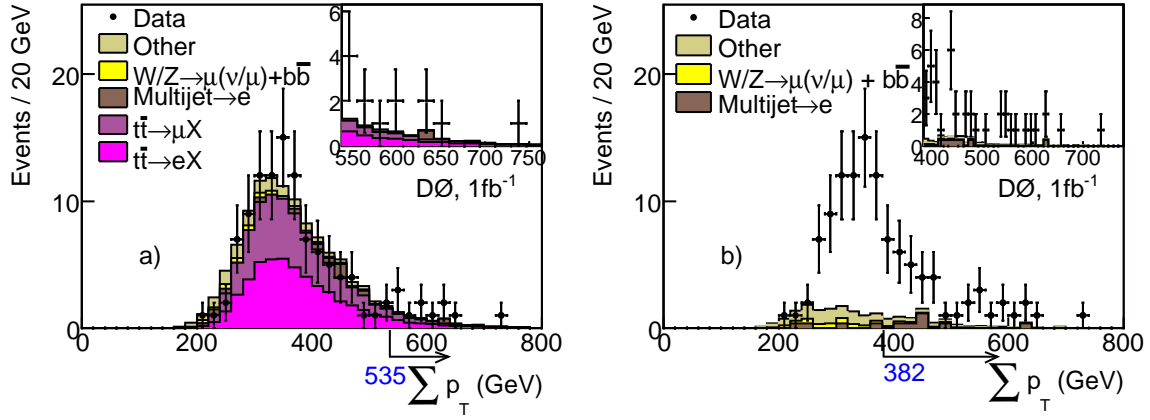 Events / 20 GeV
20
10
0
Data
Other
W/Z→μ(ν/μ)+bb̄
Multijet→e
tt̄→μX
tt̄→eX
a)
6
4
2
0
550 600 650 700 750
DØ, 1fb⁻¹
0 200 400 600 800
535
∑ p_T (GeV)
Events / 20 GeV
20
10
0
Data
Other
W/Z→μ(ν/μ) + bb̄
Multijet→e
b)
8
6
4
2
0
400 500 600 700
DØ, 1fb⁻¹
0 200 400 600 800
382
∑ p_T (GeV)